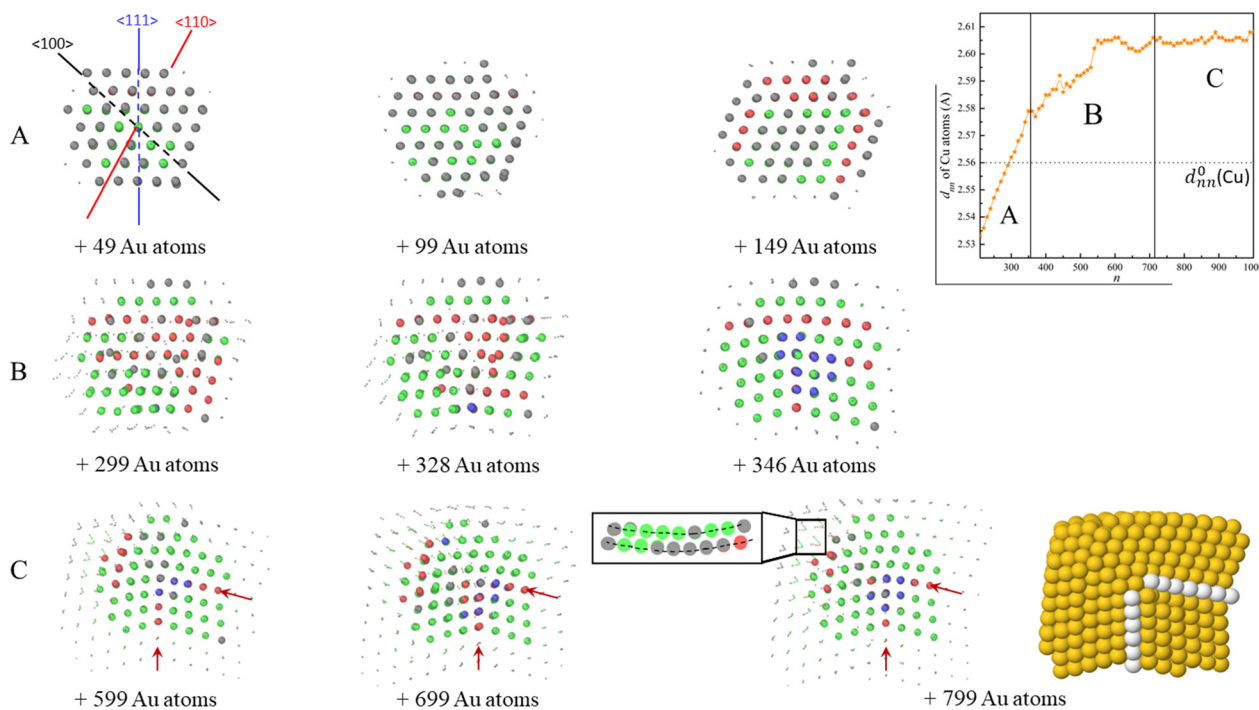 <111>
<110>
<100>
A
+ 49 Au atoms
+ 99 Au atoms
+ 149 Au atoms
d_nn of Cu atoms (A)
2.61
2.60
2.59
2.58
2.57
2.56
2.55
2.54
2.53
A
B
C
d⁰_nn(Cu)
300 400 500 600 700 800 900 1000
n
B
+ 299 Au atoms
+ 328 Au atoms
+ 346 Au atoms
C
+ 599 Au atoms
+ 699 Au atoms
+ 799 Au atoms